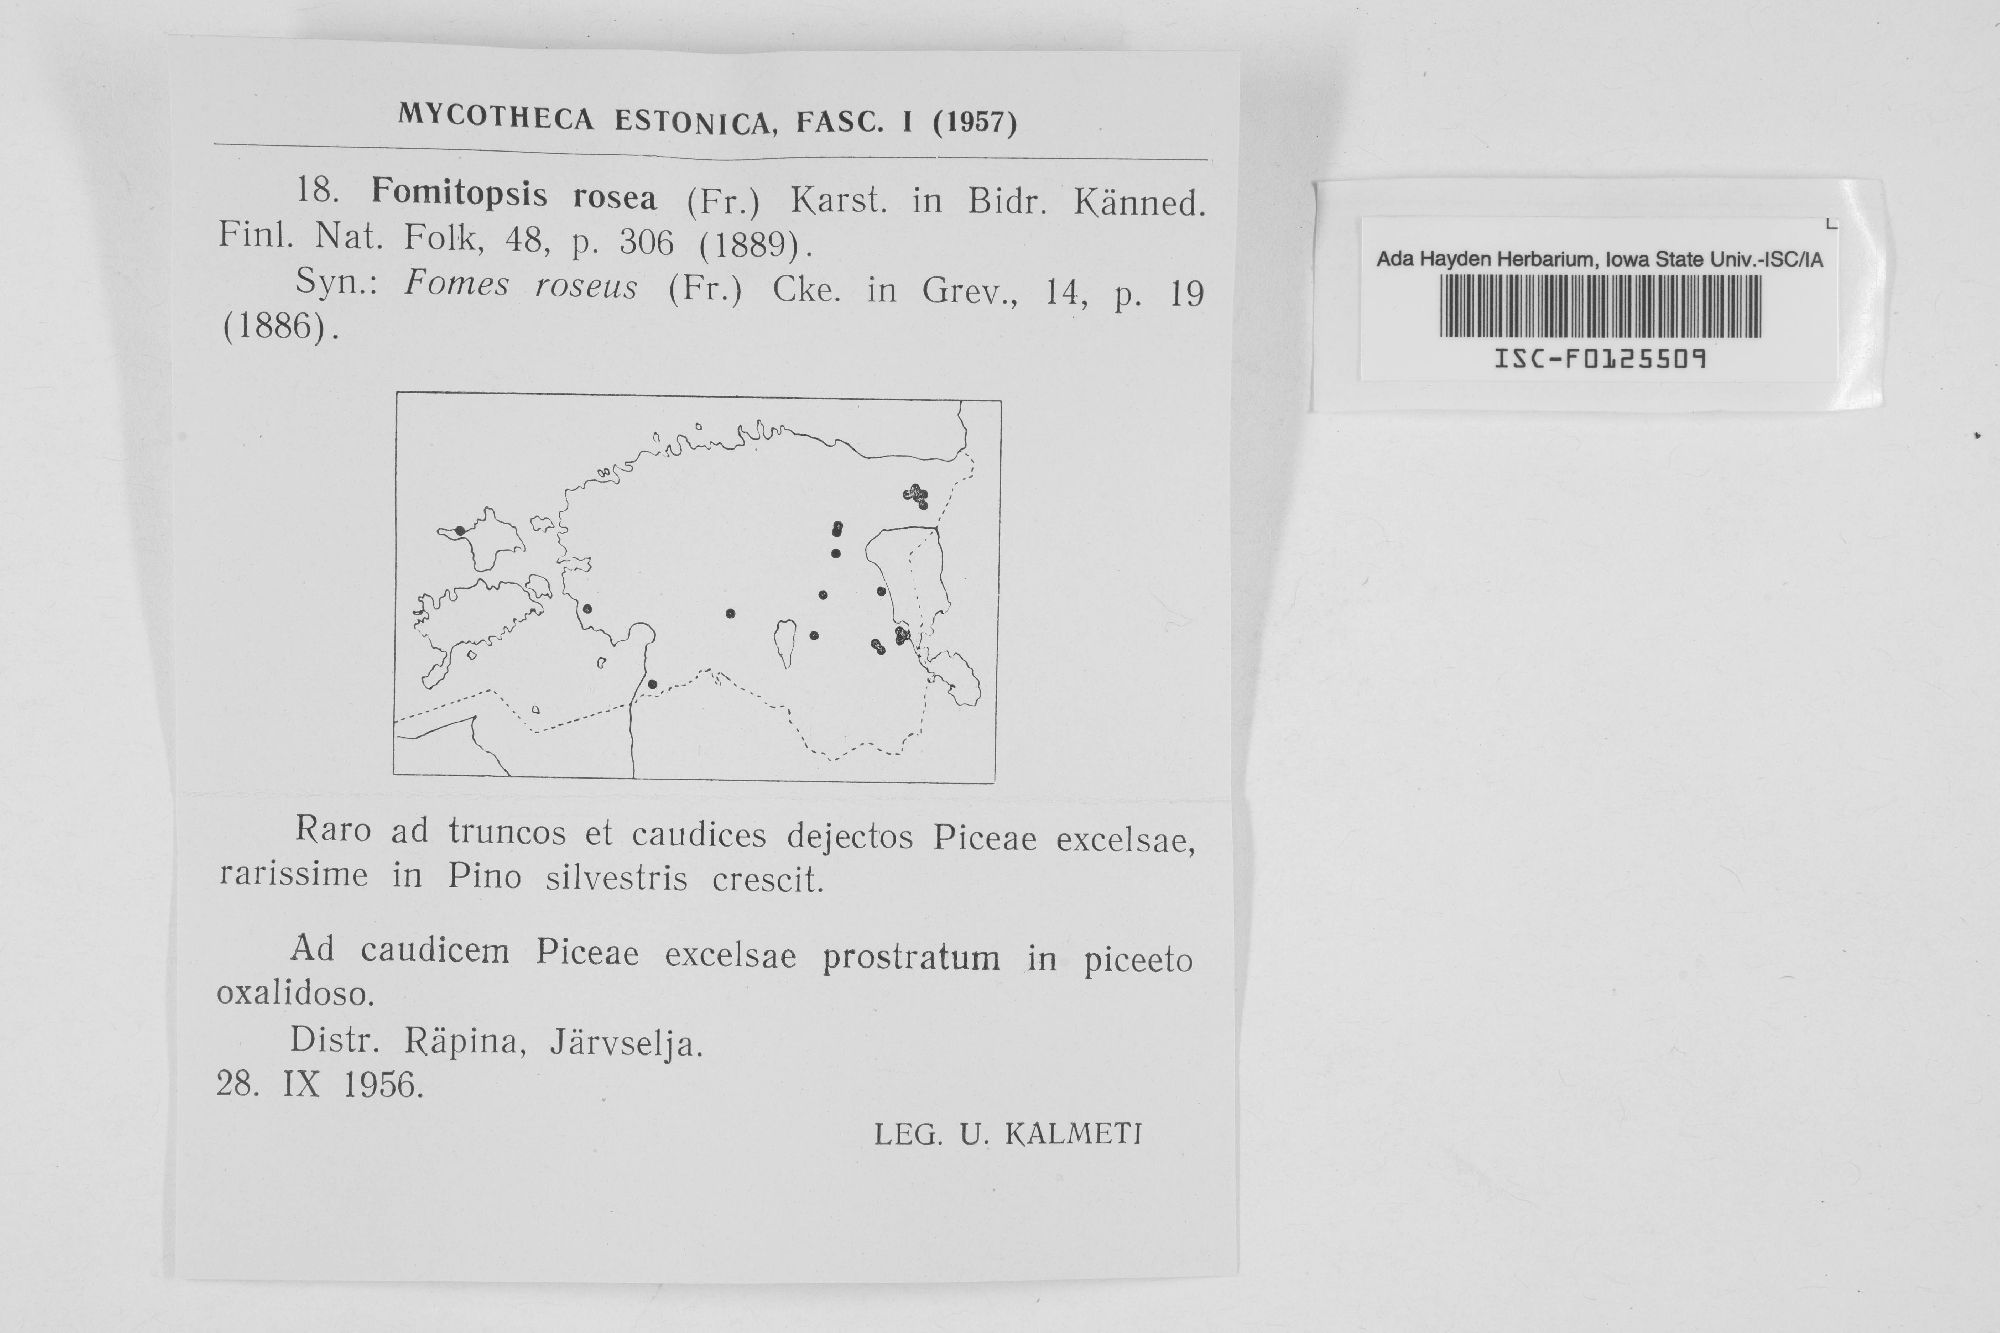 MYCOTHECA ESTONICA, FASC. I (1957)
18. Fomitopsis rosea (Fr.) Karst. in Bidr. Känned.
Finl. Nat. Folk, 48, p. 306 (1889).
Syn.: Fomes roseus (Fr.) Cke. in Grev., 14, p. 19
(1886).
Raro ad truncos et caudices dejectos Piceae excelsae,
rarissime in Pino silvestris crescit.
Ad caudicem Piceae excelsae prostratum in piceeto
oxalidoso.
Distr. Räpina, Järvselja.
28. IX 1956.
LEG. U. KALMETI
Ada Hayden Herbarium, Iowa State Univ.-ISC/IA
ISC-F0125509